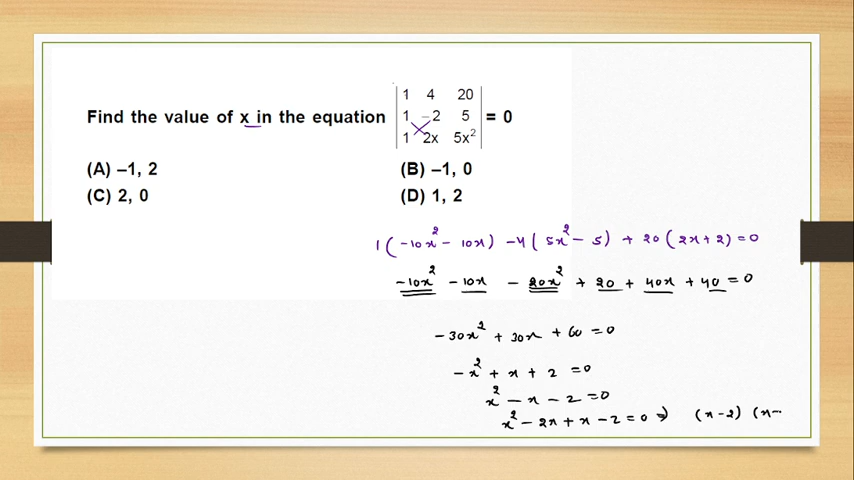 1 4 20
Find the value of x in the equation 1 -2 5 = 0
1 2x 5x²
(A) –1, 2 (B) –1, 0
(C) 2, 0 (D) 1, 2
1(-10x² - 10x) -4(5x² - 5) + 20(2x+2) = 0
-10x² - 10x - 20x² + 20 + 40x + 40 = 0
-30x² + 30x + 60 = 0
-x² + x + 2 = 0
x² - x - 2 = 0
x² - 2x + x - 2 = 0 ⇒ (x-2) (x-